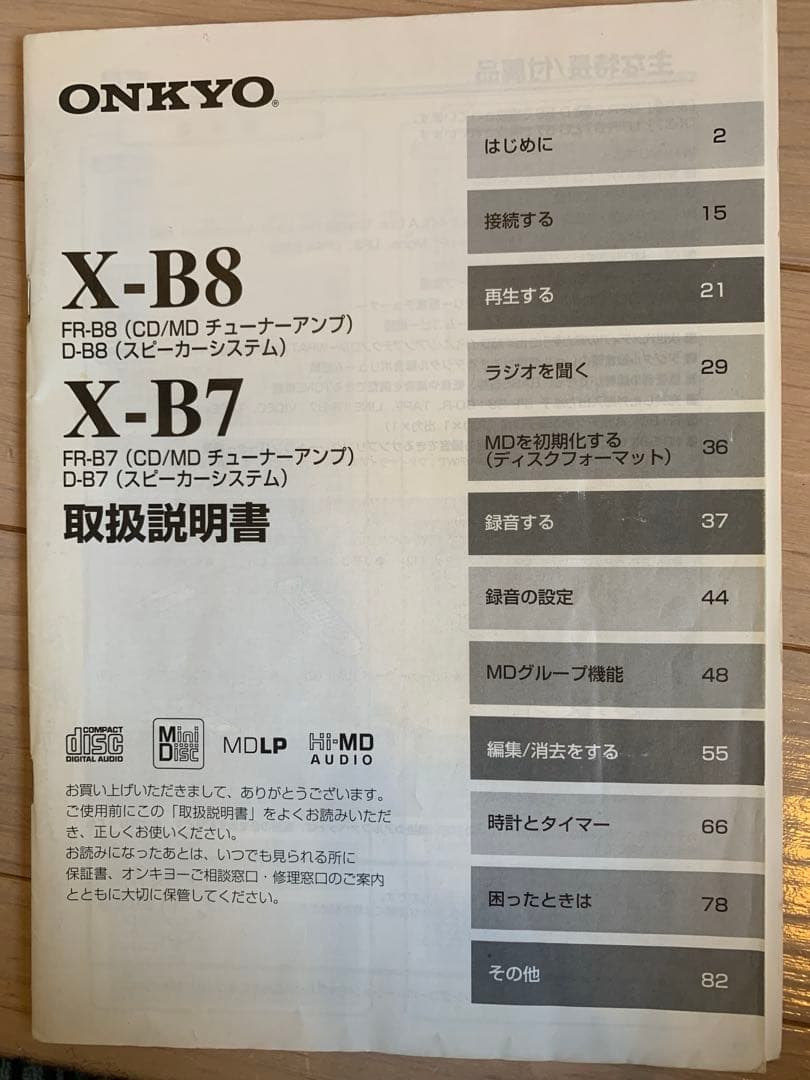 ONKYO®
X-B8
FR-B8（CD/MD チューナーアンプ）
D-B8（スピーカーシステム）
X-B7
FR-B7（CD/MD チューナーアンプ）
D-B7（スピーカーシステム）
取扱説明書
COMPACT
disc
DIGITAL AUDIO
Mini
Disc
MDLP
Hi-MD
AUDIO
お買い上げいただきまして、ありがとうございます。
ご使用前にこの「取扱説明書」をよくお読みいただ
き、正しくお使いください。
お読みになったあとは、いつでも見られる所に
保証書、オンキヨーご相談窓口・修理窓口のご案内
とともに大切に保管してください。
はじめに 2
接続する 15
再生する 21
ラジオを聞く 29
MDを初期化する
（ディスクフォーマット） 36
録音する 37
録音の設定 44
MDグループ機能 48
編集/消去をする 55
時計とタイマー 66
困ったときは 78
その他 82